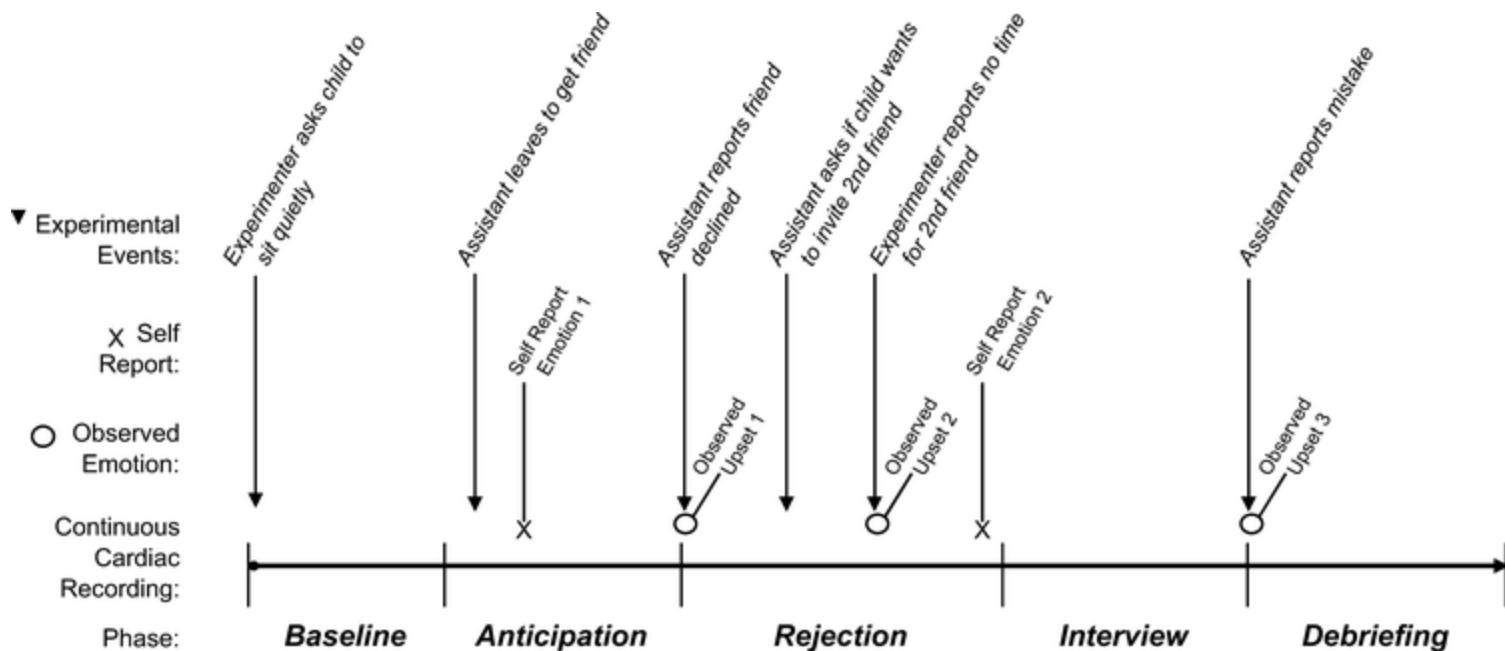 Experimenter asks child to
sit quietly
Assistant leaves to get friend
Assistant reports friend
declined
Assistant asks if child wants
to invite 2nd friend
Experimenter reports no time
for 2nd friend
Assistant reports mistake
Experimental
Events:
X Self
Report:
Self Report
Emotion 1
Self Report
Emotion 2
Observed
Emotion:
Observed
Upset 1
Observed
Upset 2
Observed
Upset 3
X
X
Continuous
Cardiac
Recording:
Phase:
Baseline
Anticipation
Rejection
Interview
Debriefing